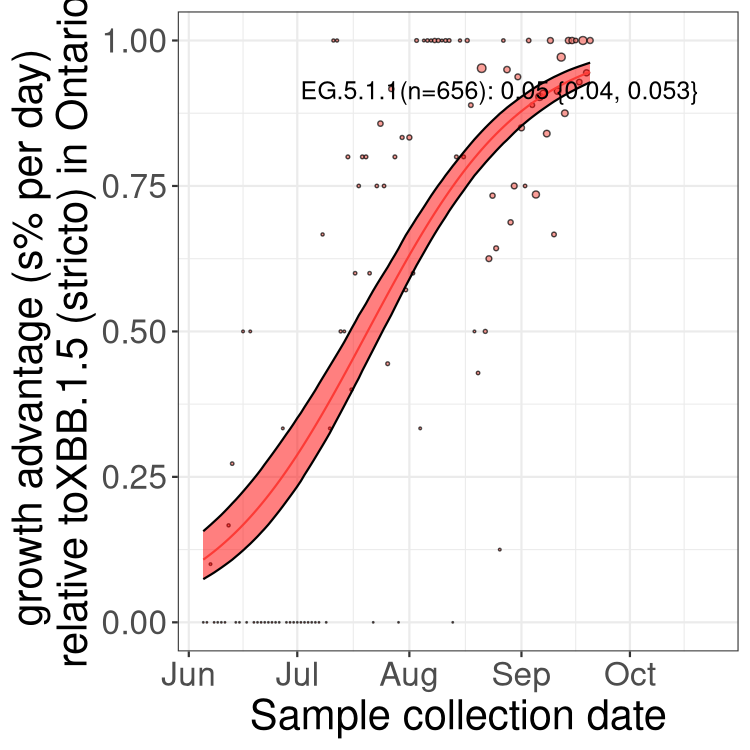 growth advantage (s% per day)
relative toXBB.1.5 (stricto) in Ontario
1.00
0.75
0.50
0.25
0.00
EG.5.1.1(n=656): 0.05 {0.04, 0.053}
Jun Jul Aug Sep Oct
Sample collection date